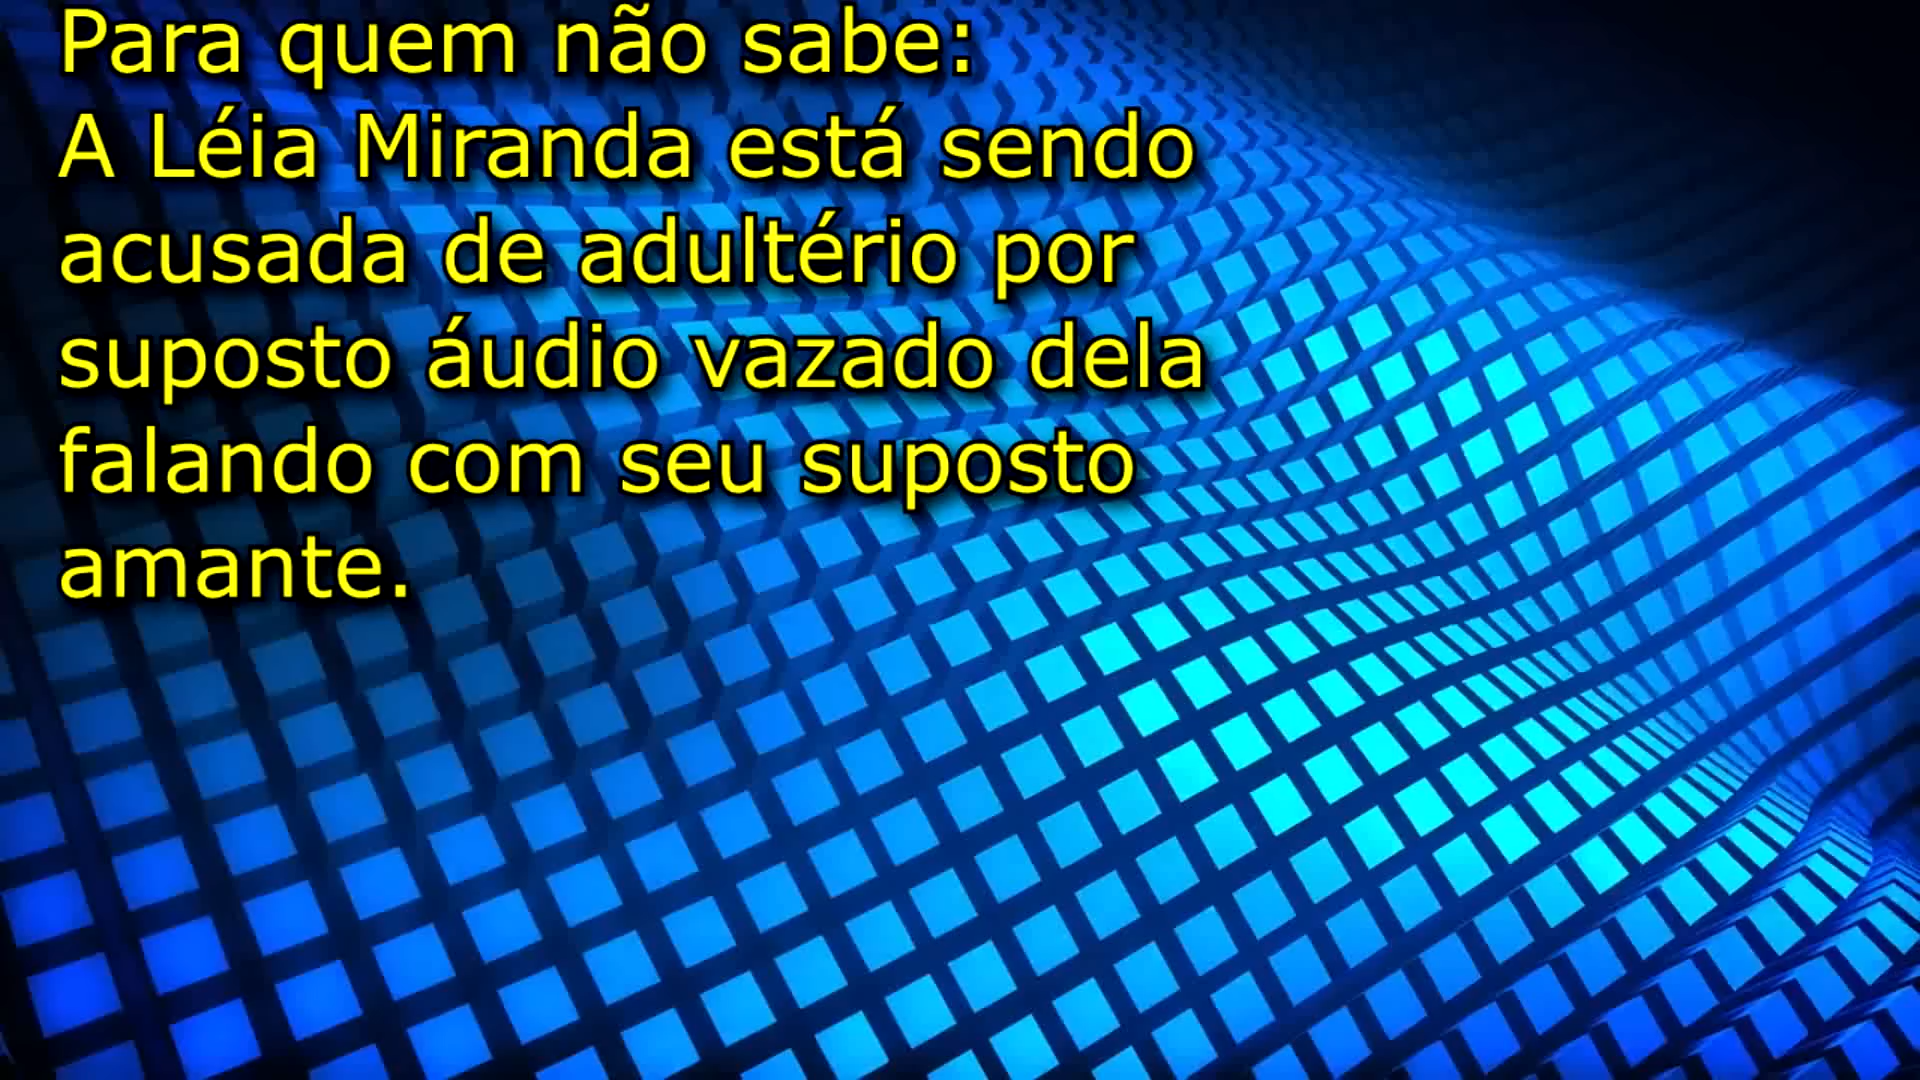 Para quem não sabe:
A Léia Miranda está sendo
acusada de adultério por
suposto áudio vazado dela
falando com seu suposto
amante.